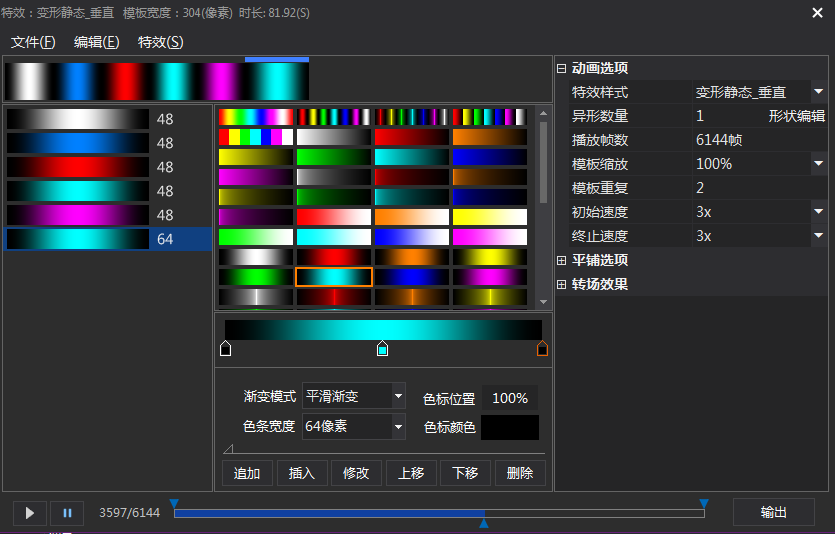 特效：变形静态_垂直 模板宽度：304(像素) 时长: 81.92(S)
文件(F) 编辑(E) 特效(S)
48
48
48
48
48
64
渐变模式 平滑渐变 色标位置 100%
色条宽度 64像素 色标颜色
追加 插入 修改 上移 下移 删除
动画选项
特效样式 变形静态_垂直
异形数量 1 形状编辑
播放帧数 6144帧
模板缩放 100%
模板重复 2
初始速度 3x
终止速度 3x
平铺选项
转场效果
3597/6144 输出